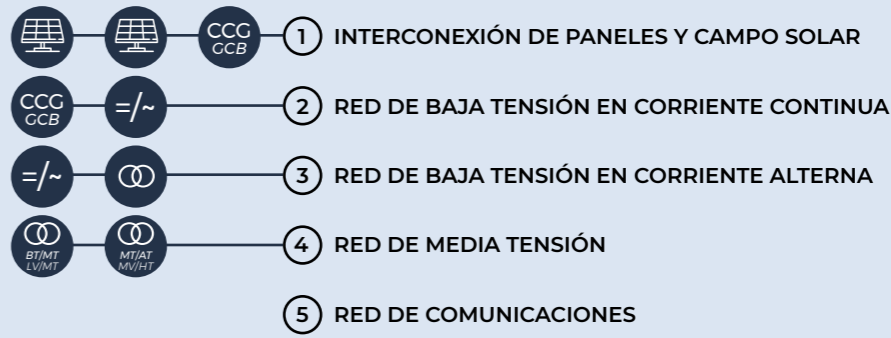 CCG
GCB
1 INTERCONEXIÓN DE PANELES Y CAMPO SOLAR
CCG
GCB
=/~
2 RED DE BAJA TENSIÓN EN CORRIENTE CONTINUA
=/~
3 RED DE BAJA TENSIÓN EN CORRIENTE ALTERNA
BT/MT
LV/MT
MT/AT
MV/HT
4 RED DE MEDIA TENSIÓN
5 RED DE COMUNICACIONES